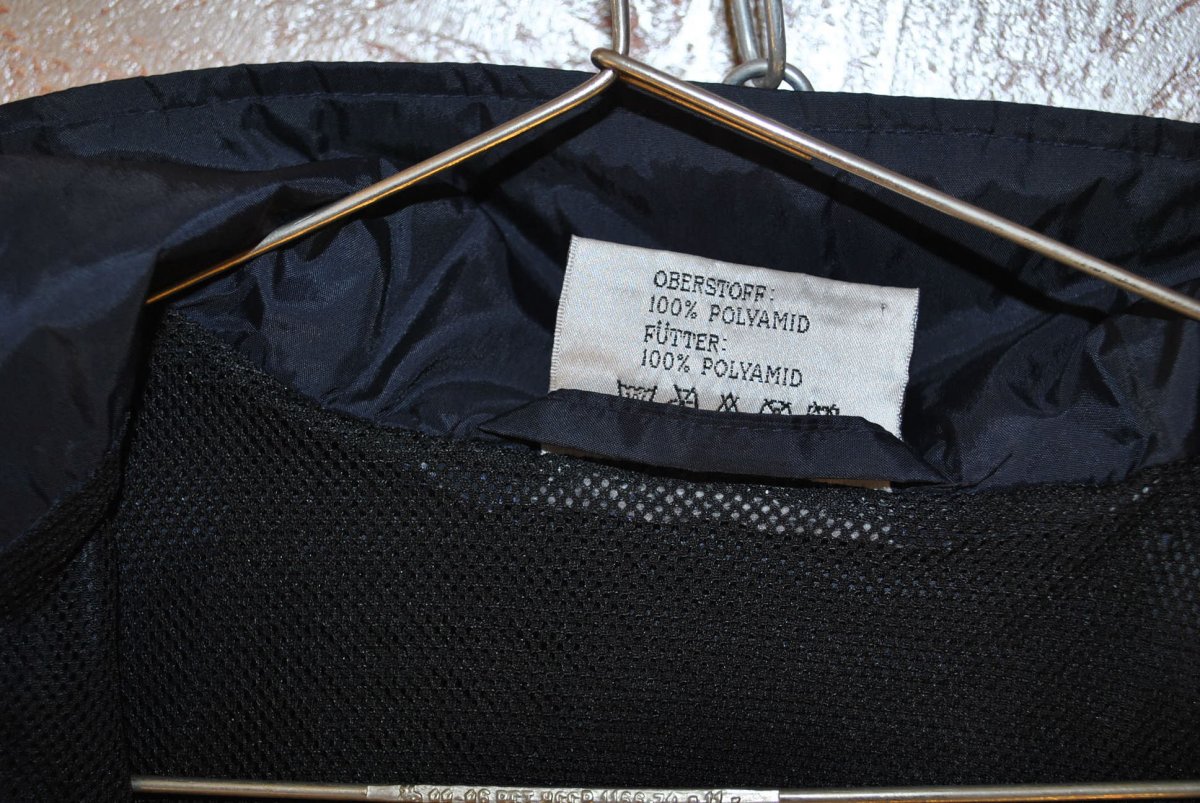 OBERSTOFF:
100% POLYAMID
FÜTTER:
100% POLYAMID